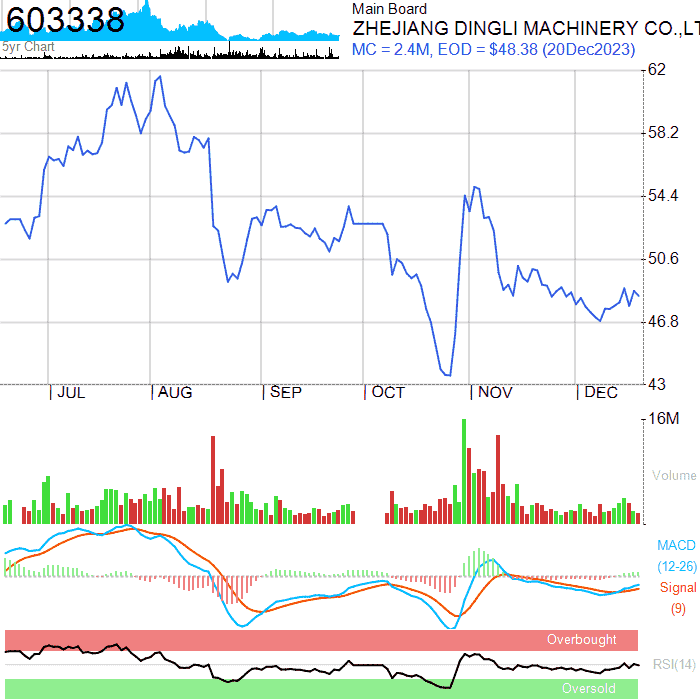 603338
5yr Chart
Main Board
ZHEJIANG DINGLI MACHINERY CO.,LT
MC = 2.4M, EOD = $48.38 (20Dec2023)
62
58.2
54.4
50.6
46.8
43
JUL
AUG
SEP
OCT
NOV
DEC
16M
Volume
MACD
(12-26)
Signal
(9)
Overbought
RSI(14)
Oversold